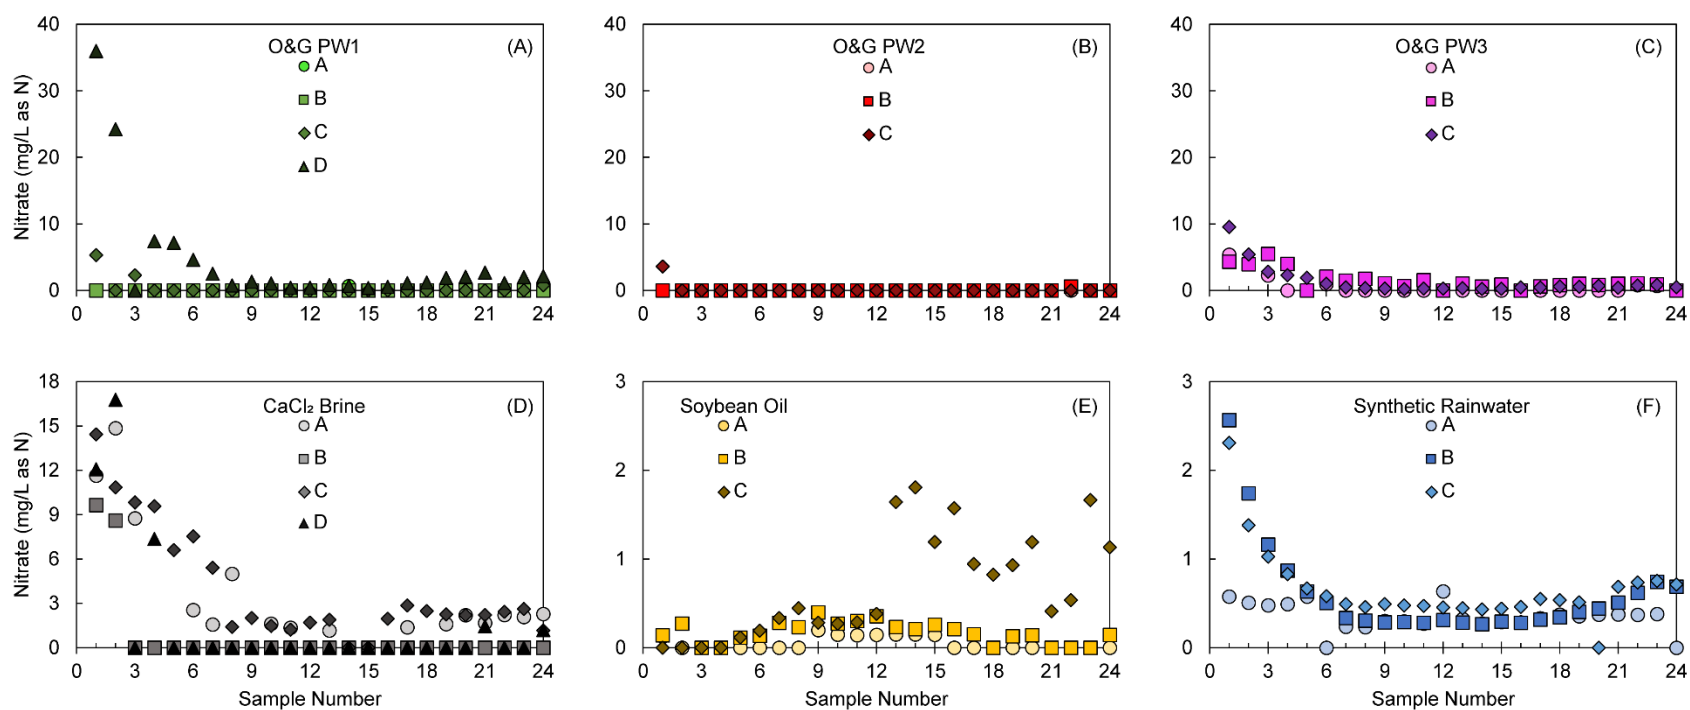 Nitrate (mg/L as N)
40
30
20
10
0
0 3 6 9 12 15 18 21 24
O&G PW1
(A)
A
B
C
D
40
30
20
10
0
0 3 6 9 12 15 18 21 24
O&G PW2
(B)
A
B
C
40
30
20
10
0
0 3 6 9 12 15 18 21 24
O&G PW3
(C)
A
B
C
Nitrate (mg/L as N)
18
15
12
9
6
3
0
0 3 6 9 12 15 18 21 24
CaCl₂ Brine
(D)
A
B
C
D
Sample Number
3
2
1
0
0 3 6 9 12 15 18 21 24
Soybean Oil
(E)
A
B
C
Sample Number
3
2
1
0
0 3 6 9 12 15 18 21 24
Synthetic Rainwater
(F)
A
B
C
Sample Number